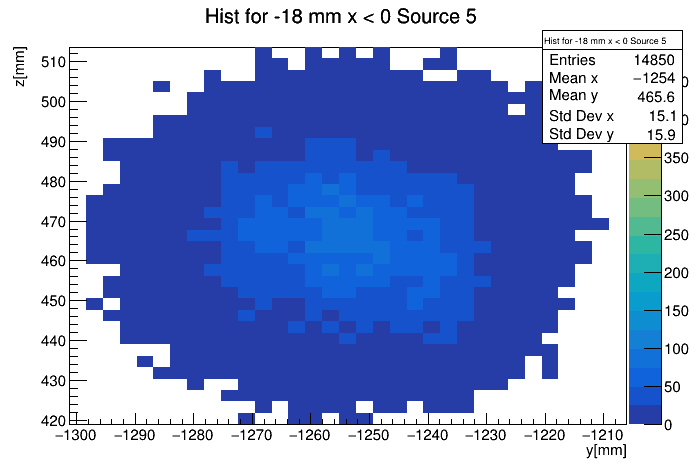 Hist for -18 mm x < 0 Source 5
Hist for -18 mm x < 0 Source 5
Entries 14850
Mean x −1254
Mean y 465.6
Std Dev x 15.1
Std Dev y 15.9
z[mm]
510
500
490
480
470
460
450
440
430
420
−1300 −1290 −1280 −1270 −1260 −1250 −1240 −1230 −1220 −1210
y[mm]
350
300
250
200
150
100
50
0